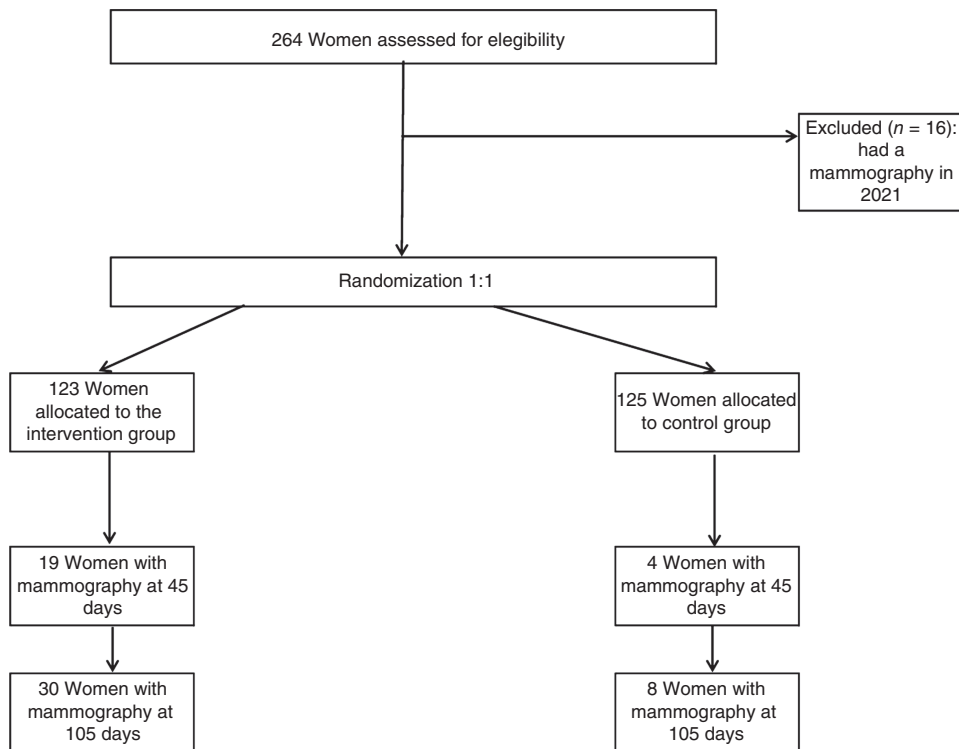 264 Women assessed for elegibility
Excluded (n = 16):
had a
mammography in
2021
Randomization 1:1
123 Women
allocated to the
intervention group
125 Women allocated
to control group
19 Women with
mammography at 45
days
4 Women with
mammography at 45
days
30 Women with
mammography at
105 days
8 Women with
mammography at
105 days